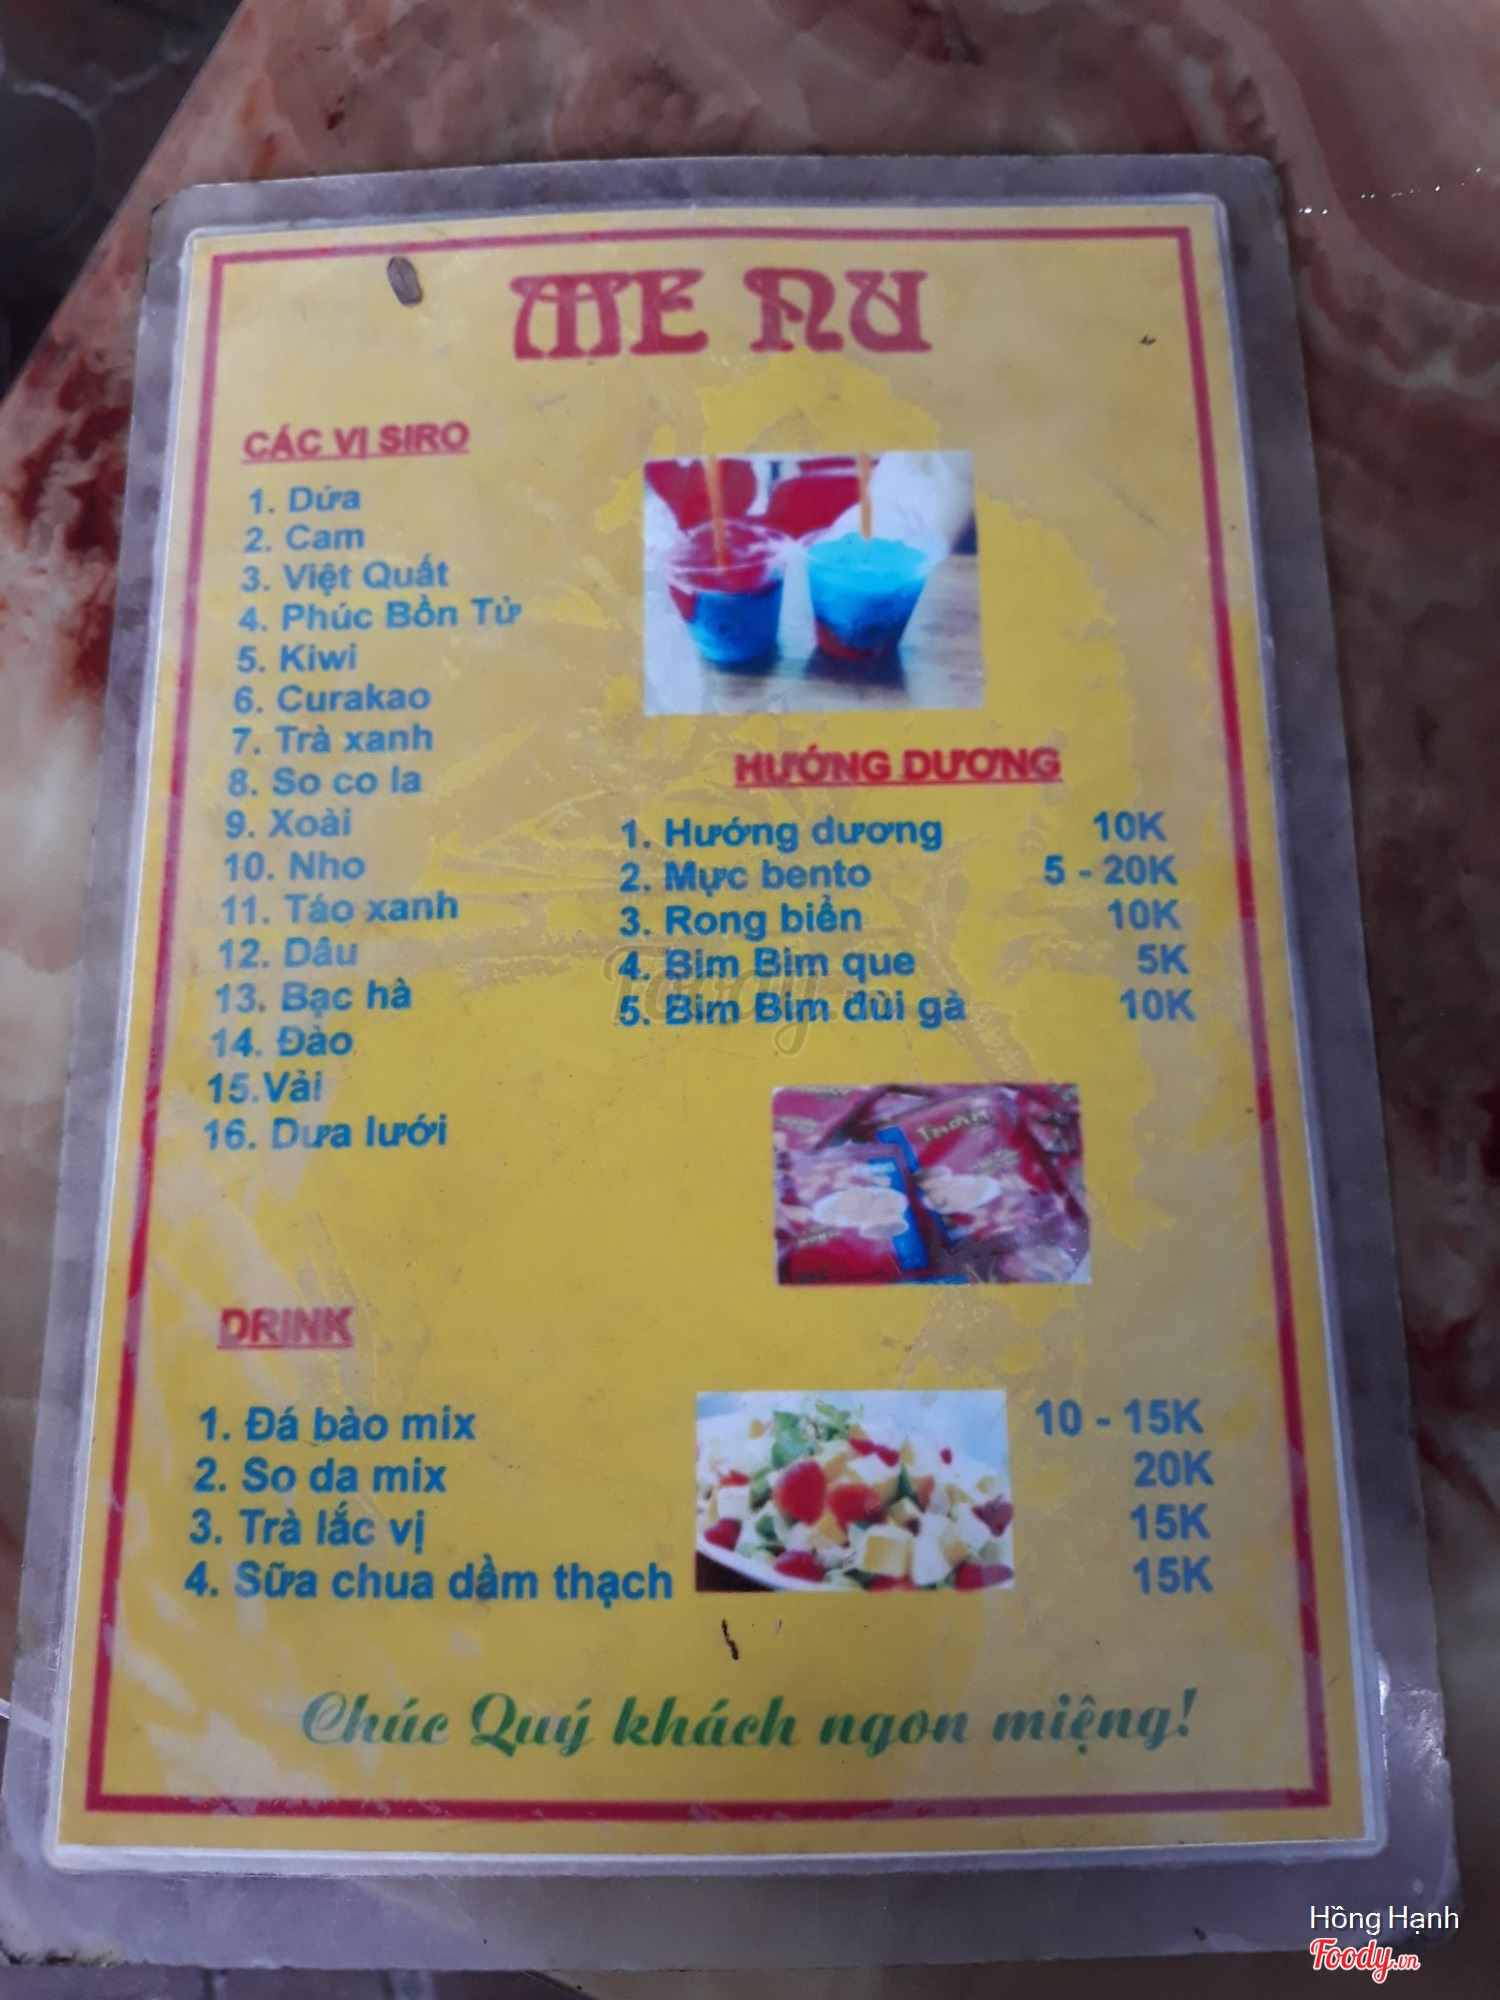 ME NU
CÁC VỊ SIRO
1. Dứa
2. Cam
3. Việt Quất
4. Phúc Bồn Tử
5. Kiwi
6. Curakao
7. Trà xanh
8. So co la
9. Xoài
10. Nho
11. Táo xanh
12. Dâu
13. Bạc hà
14. Đào
15.Vải
16. Dưa lưới
HƯỚNG DƯƠNG
1. Hướng dương 10K
2. Mực bento 5 - 20K
3. Rong biển 10K
4. Bim Bim que 5K
5. Bim Bim đùi gà 10K
DRINK
1. Đá bào mix 10 - 15K
2. So da mix 20K
3. Trà lắc vị 15K
4. Sữa chua dầm thạch 15K
Chúc Quý khách ngon miệng!
Foody.vn
Hồng Hạnh
Foody.vn